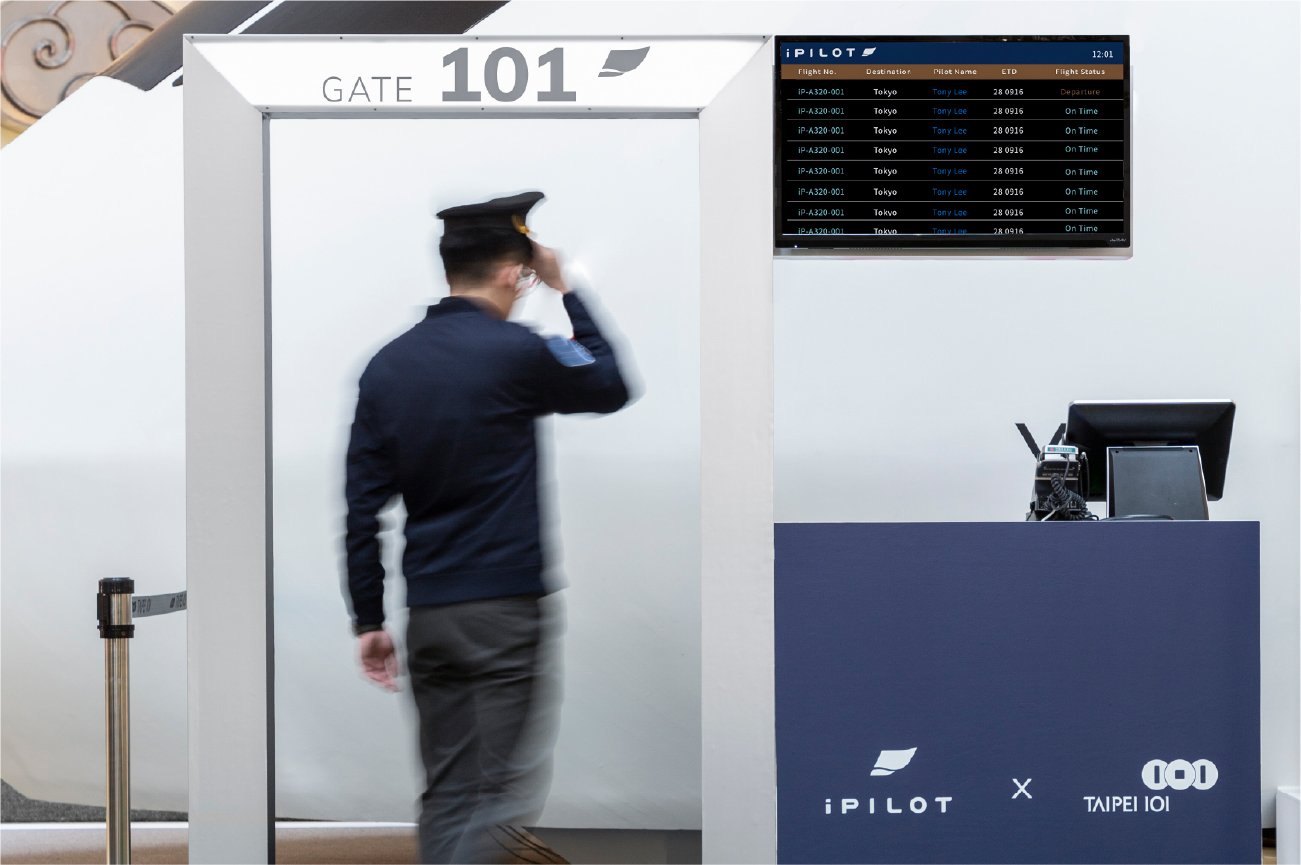 GATE 101
iPILOT 12:01
Flight No. Destination Pilot Name ETD Flight Status
iP-A320-001 Tokyo Tony Lee 28 0916 Departure
iP-A320-001 Tokyo Tony Lee 28 0916 On Time
iP-A320-001 Tokyo Tony Lee 28 0916 On Time
iP-A320-001 Tokyo Tony Lee 28 0916 On Time
iP-A320-001 Tokyo Tony Lee 28 0916 On Time
iP-A320-001 Tokyo Tony Lee 28 0916 On Time
iP-A320-001 Tokyo Tony Lee 28 0916 On Time
iP-A320-001 Tokyo Tony Lee 28 0916 On Time
TAIPEI 101
iPILOT X TAIPEI 101